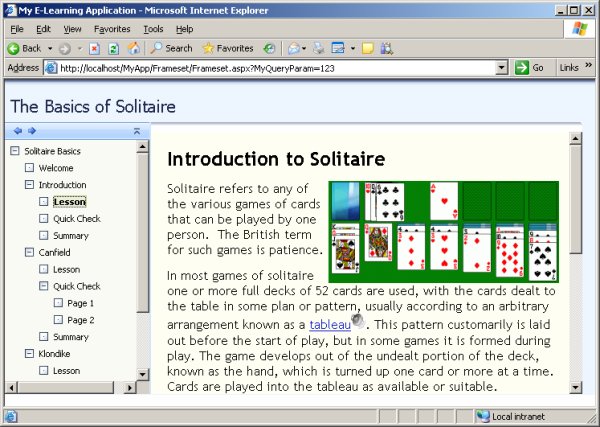 My E-Learning Application - Microsoft Internet Explorer
File Edit View Favorites Tools Help
Back Search Favorites
Address http://localhost/MyApp/Frameset/Frameset.aspx?MyQueryParam=123 Go Links »
The Basics of Solitaire
Solitaire Basics
Welcome
Introduction
Lesson
Quick Check
Summary
Canfield
Lesson
Quick Check
Page 1
Page 2
Summary
Klondike
Lesson
Introduction to Solitaire
Solitaire refers to any of
the various games of cards
that can be played by one
person. The British term
for such games is patience.
In most games of solitaire
one or more full decks of 52 cards are used, with the cards dealt to
the table in some plan or pattern, usually according to an arbitrary
arrangement known as a tableau. This pattern customarily is laid
out before the start of play, but in some games it is formed during
play. The game develops out of the undealt portion of the deck,
known as the hand, which is turned up one card or more at a time.
Cards are played into the tableau as available or suitable.
Local intranet